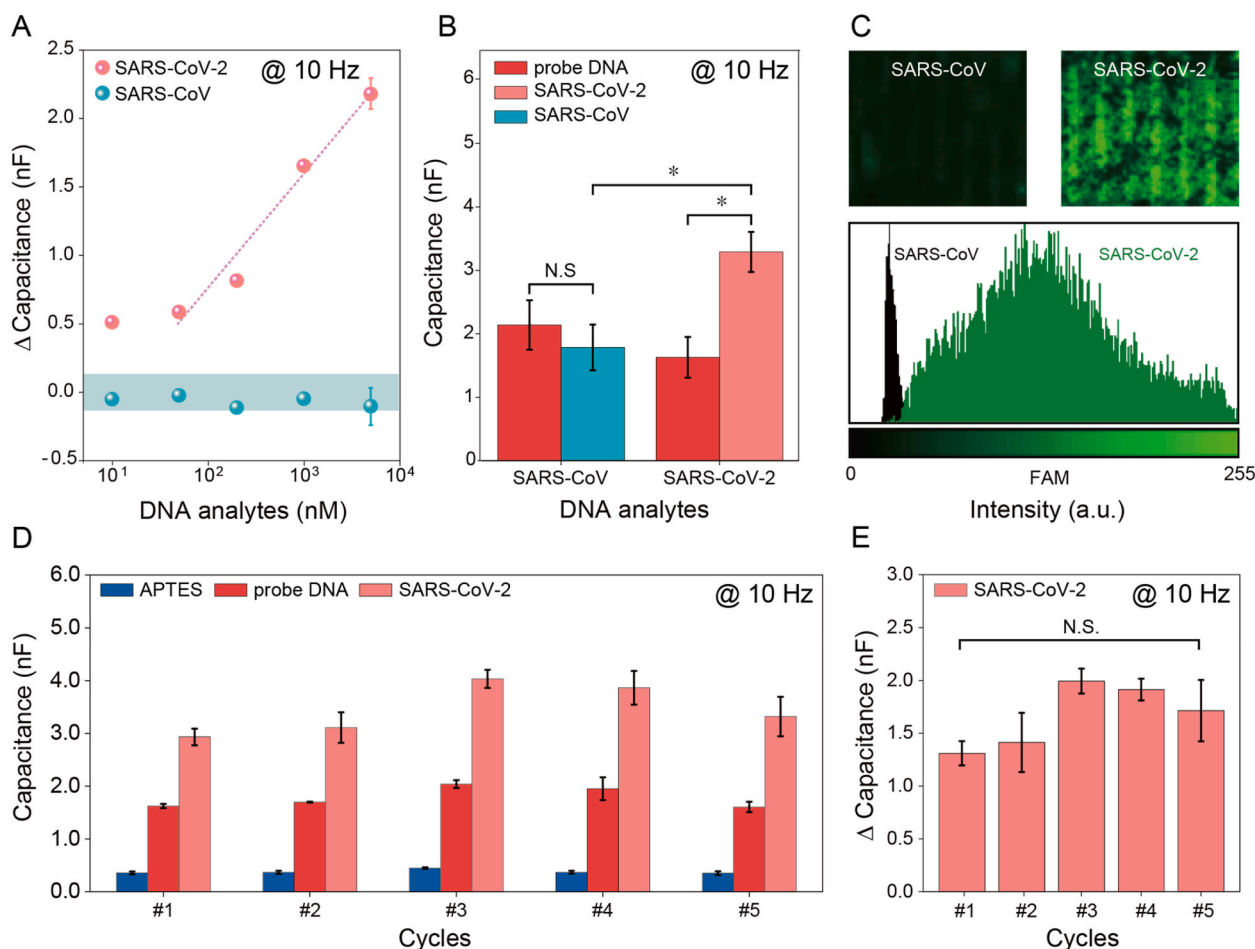 A
2.5
2.0
1.5
1.0
0.5
0.0
-0.5
Δ Capacitance (nF)
SARS-CoV-2
SARS-CoV
@ 10 Hz
10¹ 10² 10³ 10⁴
DNA analytes (nM)
B
6
5
4
3
2
1
0
Capacitance (nF)
probe DNA
SARS-CoV-2
SARS-CoV
@ 10 Hz
*
*
N.S
SARS-CoV SARS-CoV-2
DNA analytes
C
SARS-CoV
SARS-CoV-2
SARS-CoV
SARS-CoV-2
0 FAM 255
Intensity (a.u.)
D
6.0
5.0
4.0
3.0
2.0
1.0
0.0
Capacitance (nF)
APTES probe DNA SARS-CoV-2
@ 10 Hz
#1 #2 #3 #4 #5
Cycles
E
3.0
2.5
2.0
1.5
1.0
0.5
0.0
Δ Capacitance (nF)
SARS-CoV-2
@ 10 Hz
N.S.
#1 #2 #3 #4 #5
Cycles